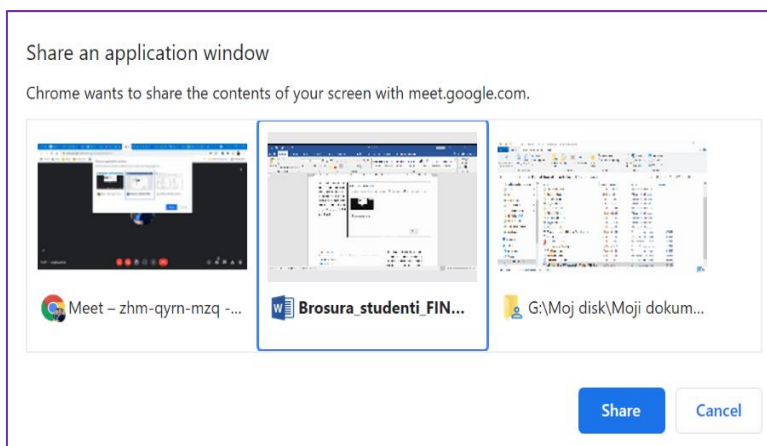 Share an application window
Chrome wants to share the contents of your screen with meet.google.com.
Meet – zhm-qyrn-mzq -...
Brosura_studenti_FIN...
G:\Moj disk\Moji dokum...
Share
Cancel